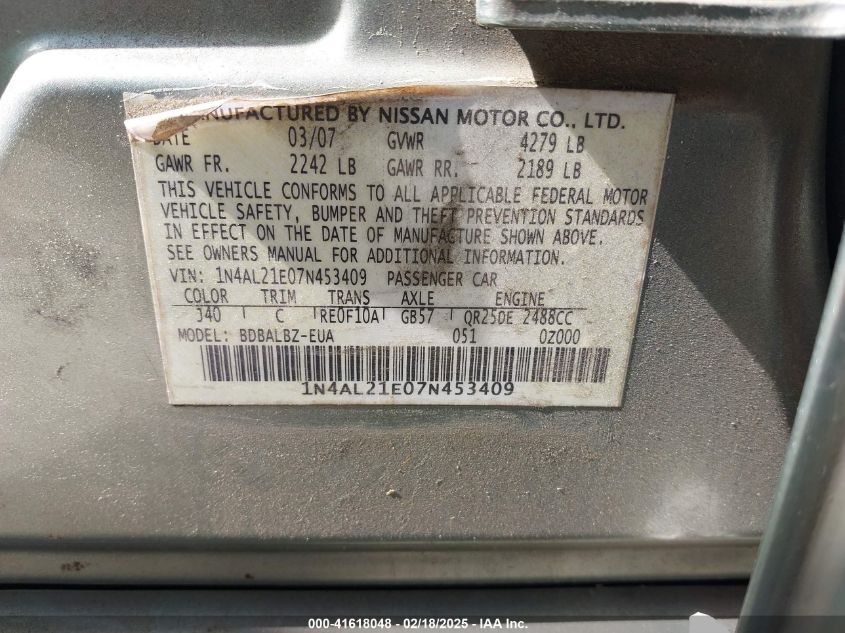 NUFACTURED BY NISSAN MOTOR CO., LTD.
DATE 03/07 GVWR 4279 LB
GAWR FR. 2242 LB GAWR RR. 2189 LB
THIS VEHICLE CONFORMS TO ALL APPLICABLE FEDERAL MOTOR
VEHICLE SAFETY, BUMPER AND THEFT PREVENTION STANDARDS
IN EFFECT ON THE DATE OF MANUFACTURE SHOWN ABOVE.
SEE OWNERS MANUAL FOR ADDITIONAL INFORMATION.
VIN: 1N4AL21E07N453409 PASSENGER CAR
COLOR TRIM TRANS AXLE ENGINE
J40 C RE0F10A GB57 QR25DE 2488CC
MODEL: BDBALBZ-EUA 051 0Z000
1N4AL21E07N453409
000-41618048 - 02/18/2025 - IAA Inc.